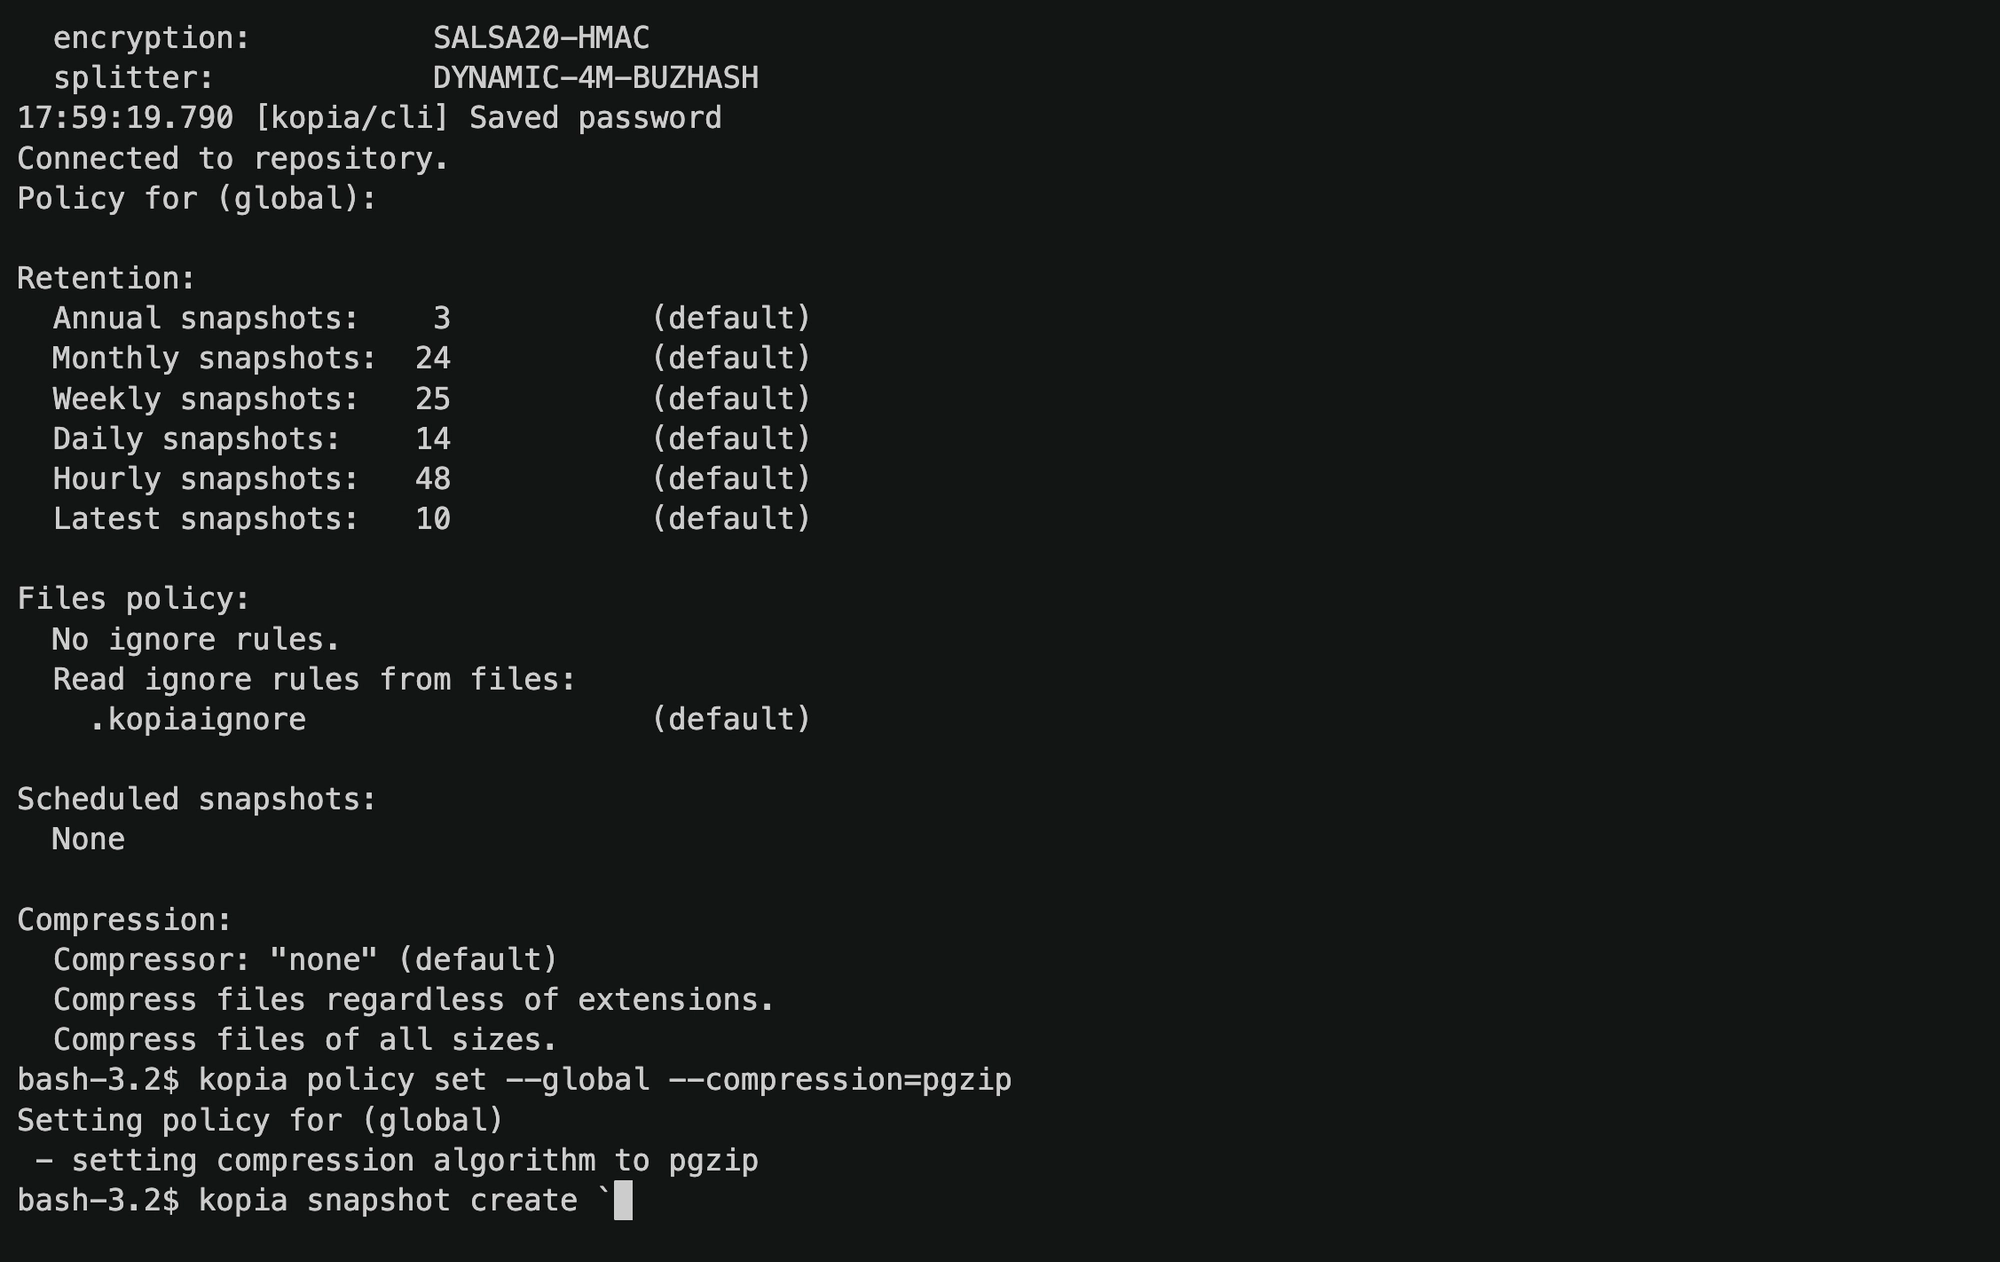 encryption: SALSA20-HMAC
splitter: DYNAMIC-4M-BUZHASH
17:59:19.790 [kopia/cli] Saved password
Connected to repository.
Policy for (global):
Retention:
Annual snapshots: 3 (default)
Monthly snapshots: 24 (default)
Weekly snapshots: 25 (default)
Daily snapshots: 14 (default)
Hourly snapshots: 48 (default)
Latest snapshots: 10 (default)
Files policy:
No ignore rules.
Read ignore rules from files:
.kopiaignore (default)
Scheduled snapshots:
None
Compression:
Compressor: "none" (default)
Compress files regardless of extensions.
Compress files of all sizes.
bash-3.2$ kopia policy set --global --compression=pgzip
Setting policy for (global)
- setting compression algorithm to pgzip
bash-3.2$ kopia snapshot create `